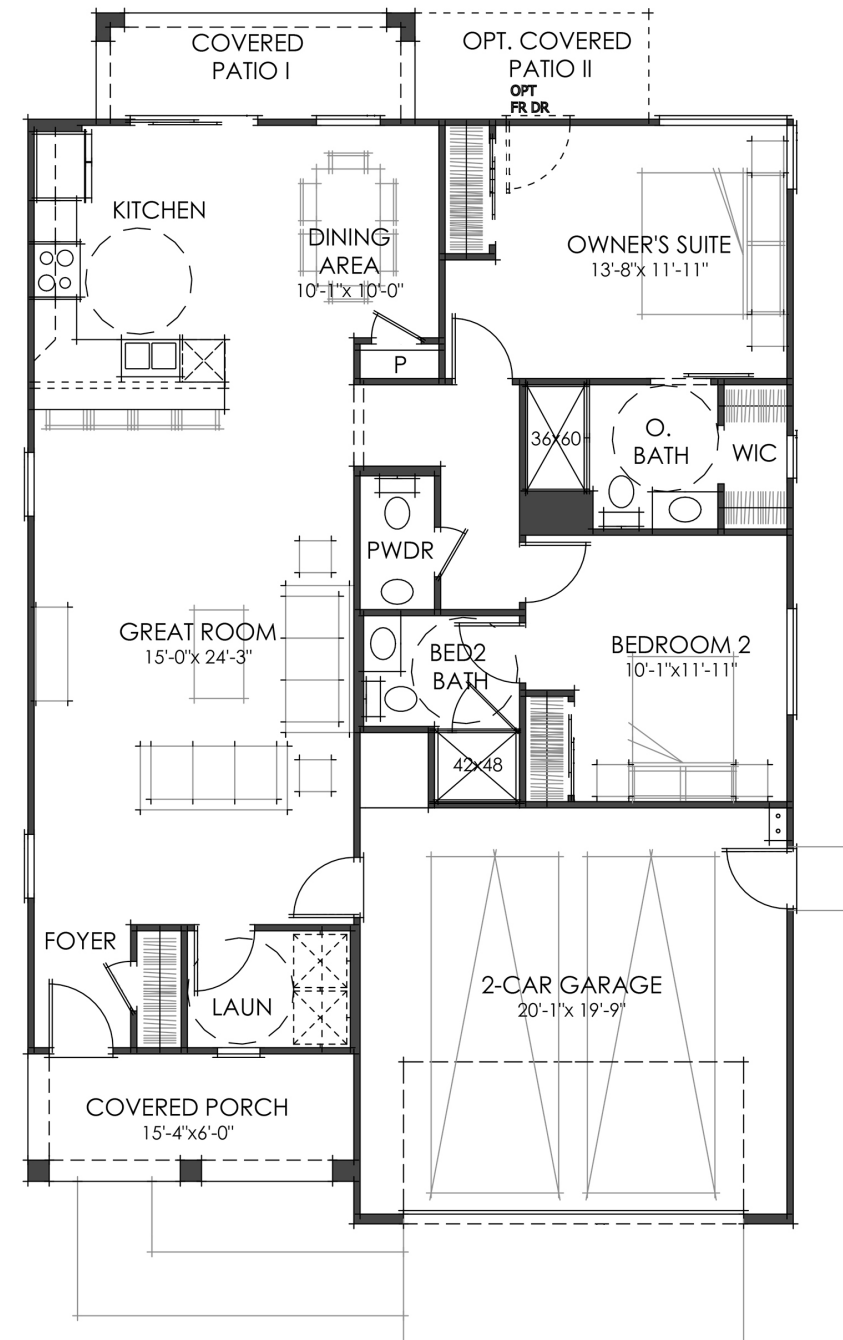 COVERED
PATIO I
OPT. COVERED
PATIO II
OPT
FR DR
KITCHEN
DINING
AREA
10'-1"x 10'-0"
OWNER'S SUITE
13'-8"x 11'-11"
P
36x60
O.
BATH
WIC
PWDR
GREAT ROOM
15'-0"x 24'-3"
BED2
BATH
BEDROOM 2
10'-1"x11'-11"
42x48
FOYER
LAUN
2-CAR GARAGE
20'-1"x 19'-9"
COVERED PORCH
15'-4"x6'-0"